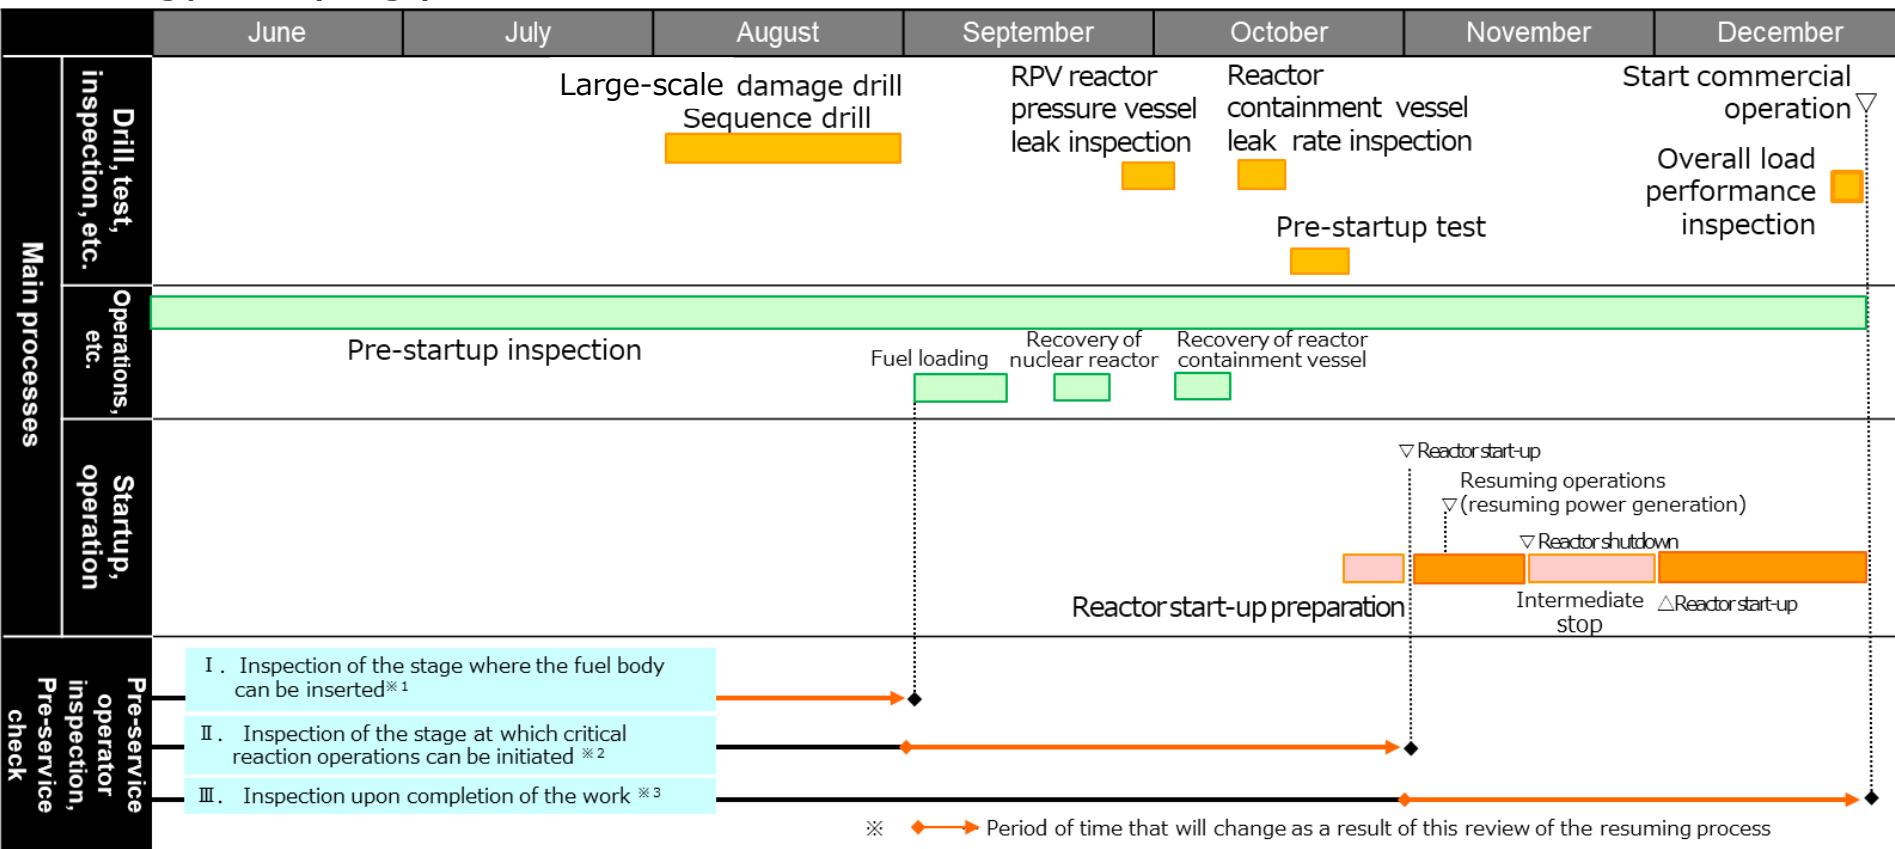 June July August September October November December
Main processes
Drill, test,
inspection, etc.
Large-scale damage drill
Sequence drill
RPV reactor
pressure vessel
leak inspection
Reactor
containment vessel
leak rate inspection
Pre-startup test
Start commercial
operation▽
Overall load
performance
inspection
Operations,
etc.
Pre-startup inspection
Fuel loading
Recovery of
nuclear reactor
Recovery of reactor
containment vessel
Startup,
operation
▽Reactor start-up
Resuming operations
▽(resuming power generation)
▽Reactor shutdown
Reactor start-up preparation
Intermediate
stop
△Reactor start-up
Pre-service
operator
inspection,
Pre-service
check
Ⅰ. Inspection of the stage where the fuel body
can be inserted※1
Ⅱ. Inspection of the stage at which critical
reaction operations can be initiated ※2
Ⅲ. Inspection upon completion of the work ※3
※ Period of time that will change as a result of this review of the resuming process